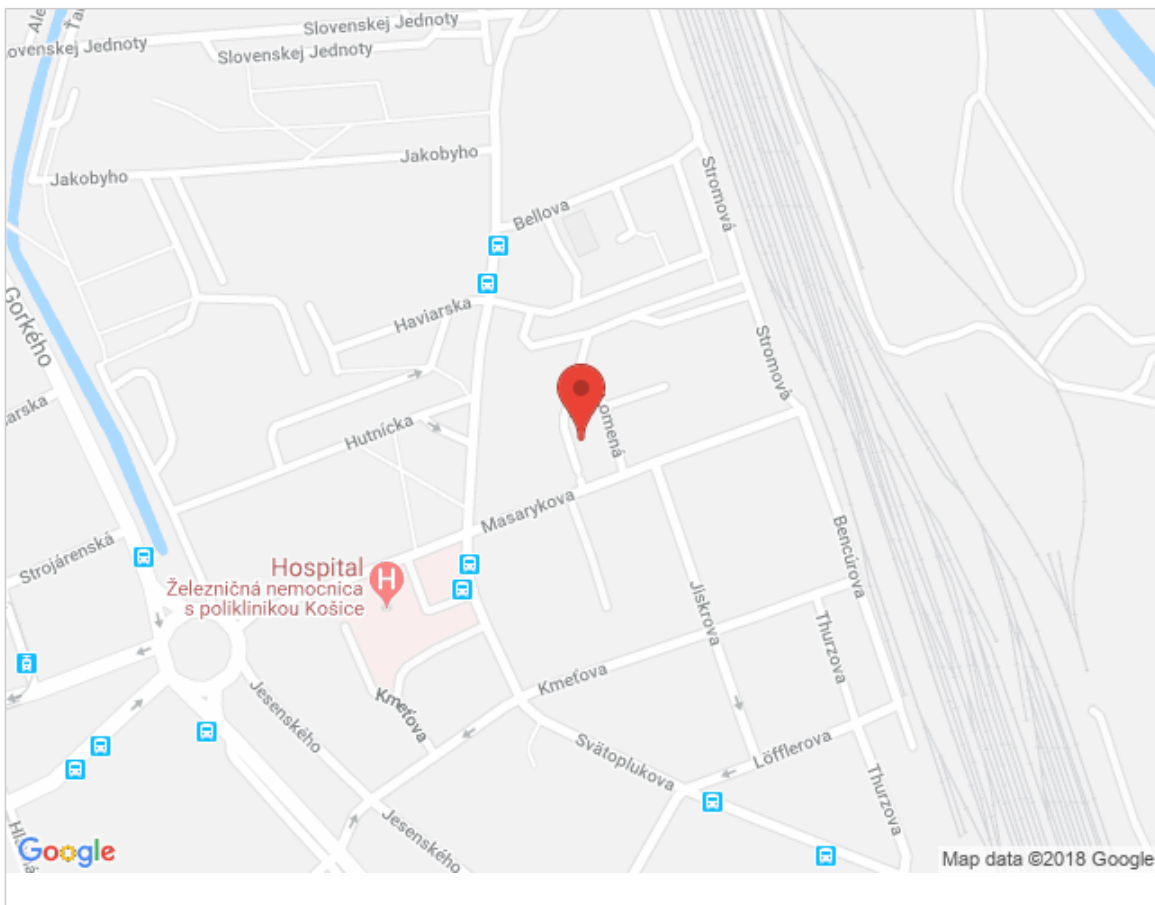 Slovenskej Jednoty
ovenskej Jednoty
Slovenskej Jednoty
Ale
Ťar
Jakobyho
Jakobyho
Stromová
Bellova
Gorkého
Haviarska
Stromová
arska
omená
Hutnícka
Masarykova
Strojárenská
Bencúrova
Hospital
H
Železničná nemocnica
s poliklinikou Košice
Jiskrova
Thurzova
Kmeťova
Kmeťova
Jesenského
Svätoplukova
Löfflerova
Thurzova
Jesenského
Google
Map data ©2018 Google